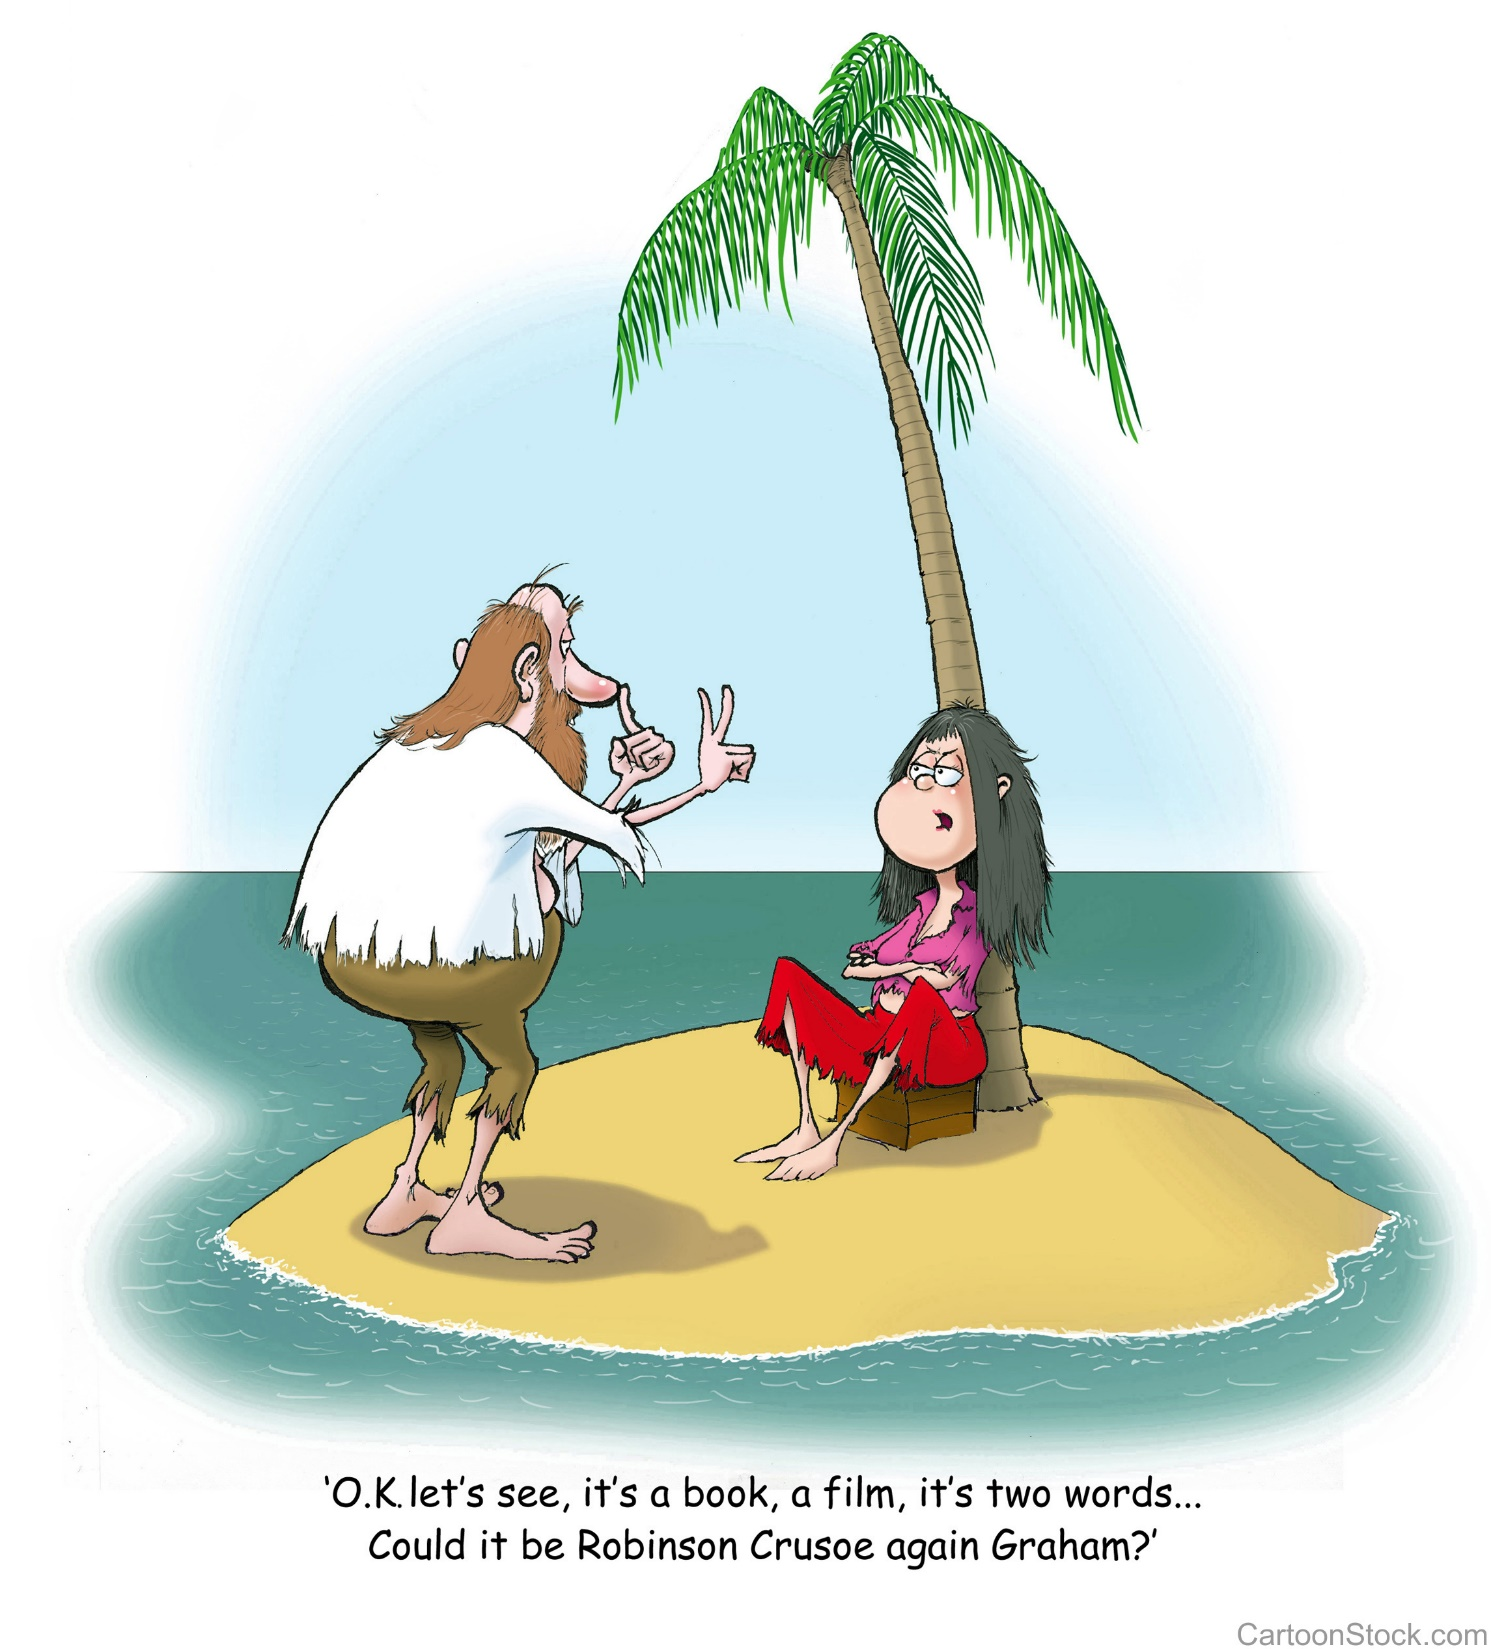 ‘O.K. let’s see, it’s a book, a film, it’s two words...
Could it be Robinson Crusoe again Graham?’
CartoonStock.com